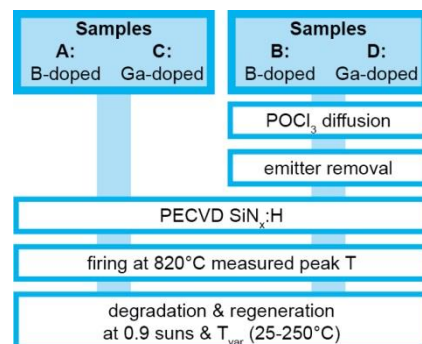 Samples
A: C:
B-doped Ga-doped
Samples
B: D:
B-doped Ga-doped
POCl₃ diffusion
emitter removal
PECVD SiNₓ:H
firing at 820°C measured peak T
degradation & regeneration
at 0.9 suns & Tᵥₐᵣ (25-250°C)